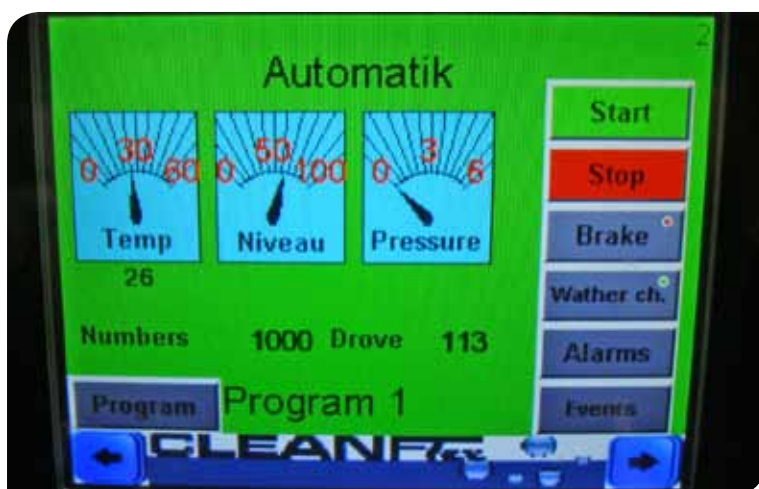 2
Automatik
0 30 60
Temp
26
0 50 100
Niveau
0 3 6
Pressure
Start
Stop
Brake
Wather ch.
Alarms
Events
Numbers 1000 Drove 113
Program Program 1
CLEANFlex